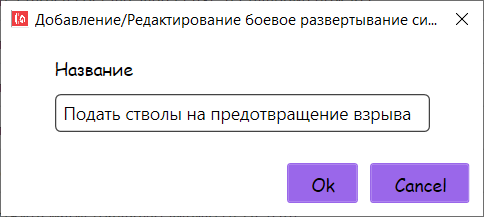 Добавление/Редактирование боевое развертывание си...
Название
Подать стволы на предотвращение взрыва
Ok
Cancel